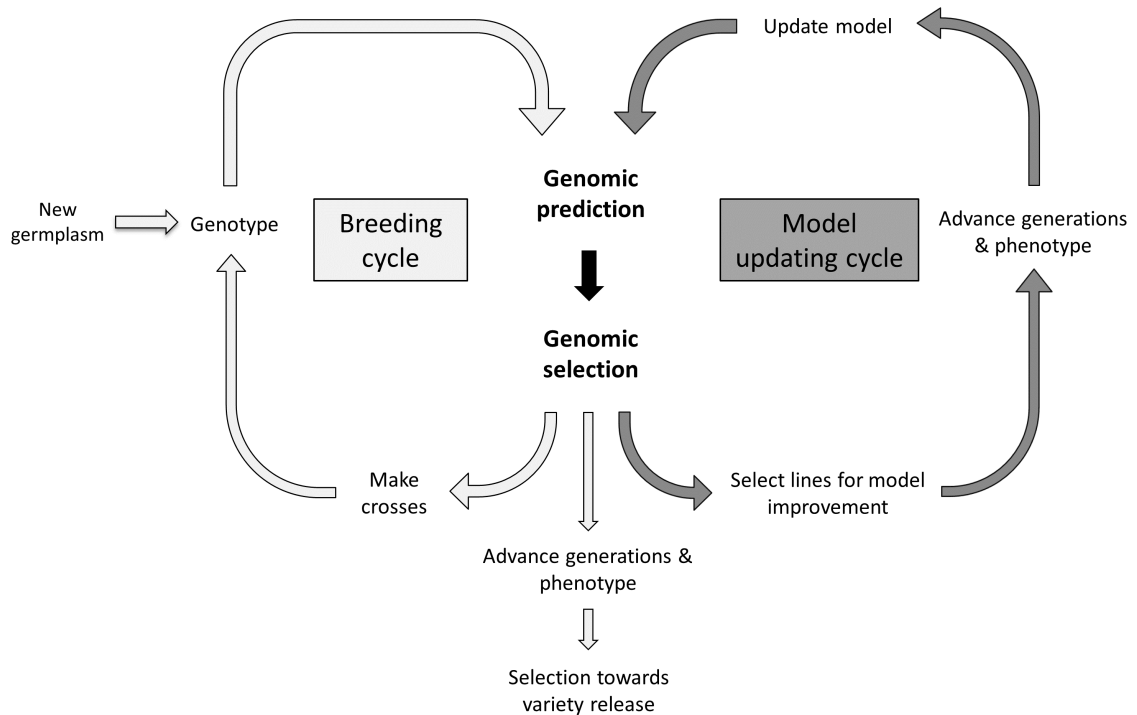 Update model
Genomic
prediction
New
germplasm
Genotype
Breeding
cycle
Model
updating cycle
Advance generations
& phenotype
Genomic
selection
Make
crosses
Select lines for model
improvement
Advance generations &
phenotype
Selection towards
variety release